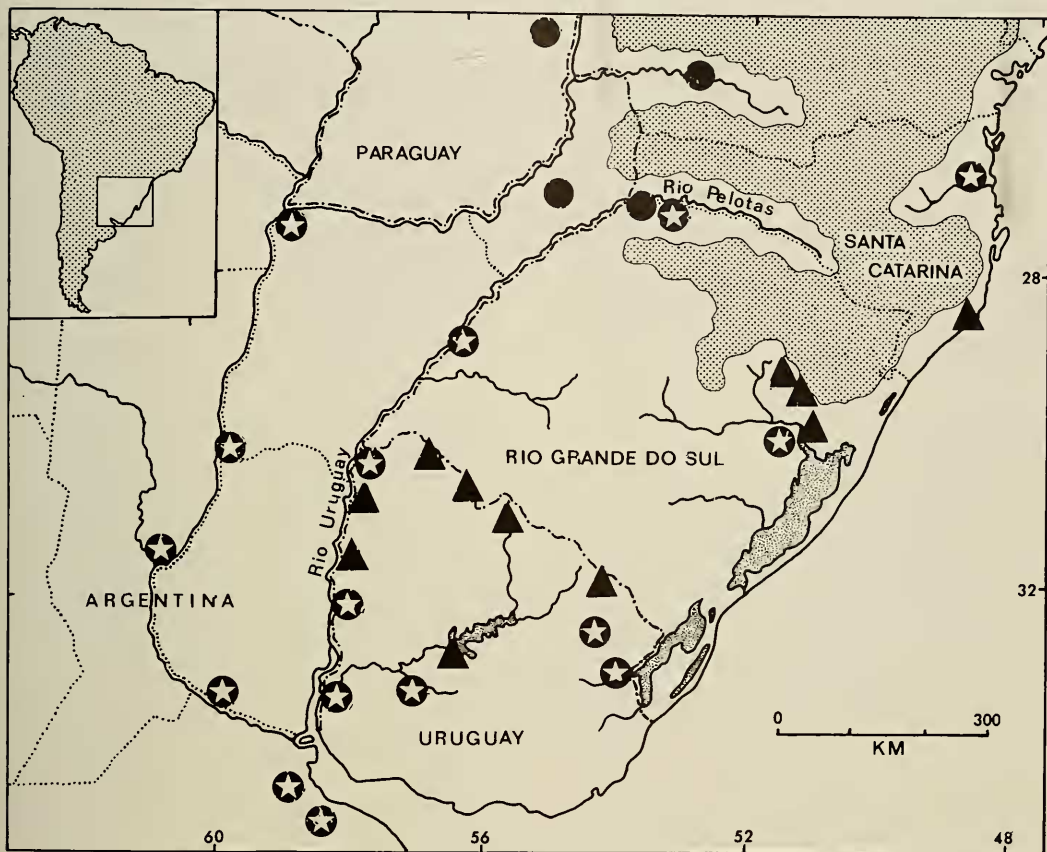 PARAGUAY
Rio Pelotas
SANTA
CATARINA
28
RIO GRANDE DO SUL
Rio Uruguay
ARGENTINA
32
URUGUAY
0 300
KM
60 56 52 48